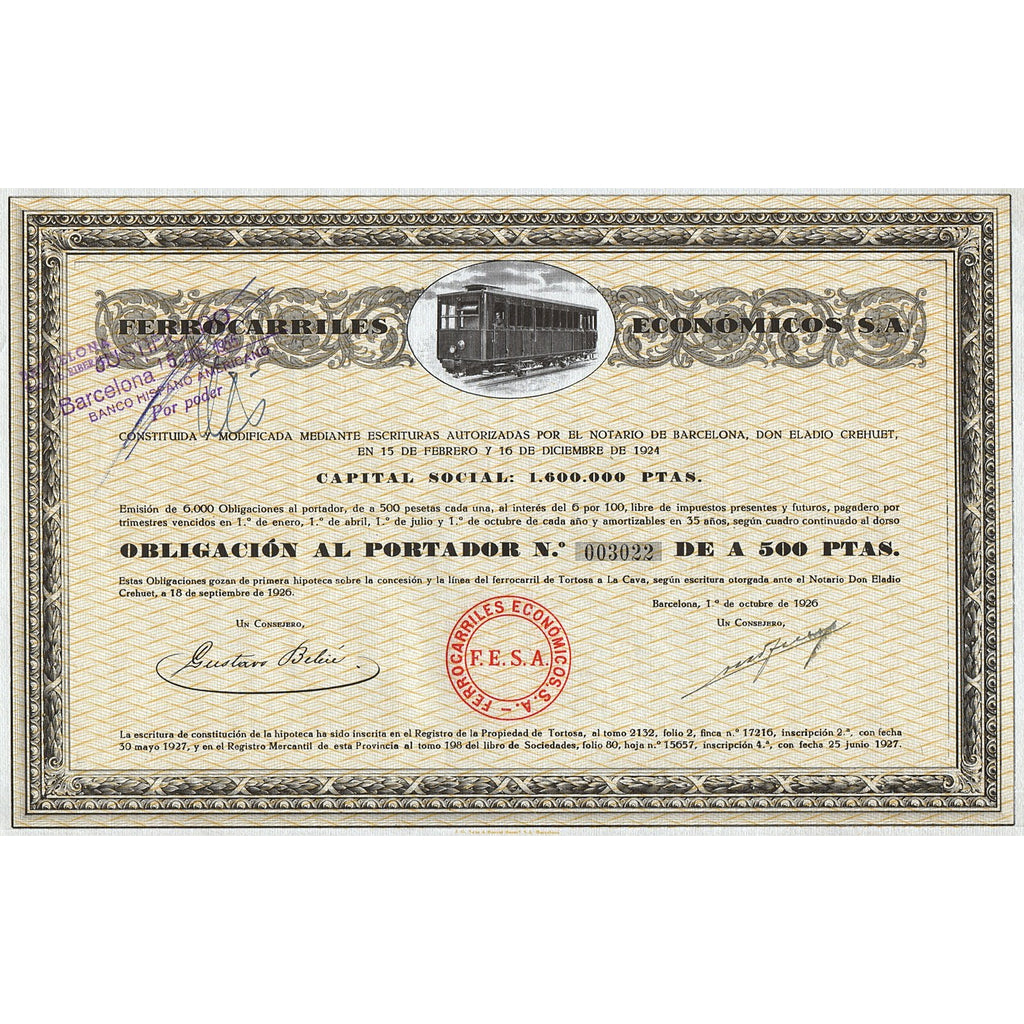 FERROCARRILES ECONÓMICOS S.A.
Barcelona
BANCO HISPANO AMERICANO
Por poder
CONSTITUIDA Y MODIFICADA MEDIANTE ESCRITURAS AUTORIZADAS POR EL NOTARIO DE BARCELONA, DON ELADIO CREHUET,
EN 15 DE FEBRERO Y 16 DE DICIEMBRE DE 1924
CAPITAL SOCIAL: 1.600.000 PTAS.
Emisión de 6.000 Obligaciones al portador, de a 500 pesetas cada una, al interés del 6 por 100, libre de impuestos presentes y futuros, pagadero por
trimestres vencidos en 1.º de enero, 1.º de abril, 1.º de julio y 1.º de octubre de cada año y amortizables en 35 años, según cuadro continuado al dorso
OBLIGACIÓN AL PORTADOR N.º 003022 DE A 500 PTAS.
Estas Obligaciones gozan de primera hipoteca sobre la concesión y la línea del ferrocarril de Tortosa a La Cava, según escritura otorgada ante el Notario Don Eladio
Crehuet, a 18 de septiembre de 1926.
Barcelona, 1.º de octubre de 1926
UN CONSEJERO,
UN CONSEJERO,
Gustavo
FERROCARRILES ECONOMICOS. S.A.
F.E.S.A.
La escritura de constitución de la hipoteca ha sido inscrita en el Registro de la Propiedad de Tortosa, al tomo 2132, folio 2, finca n.º 17216, inscripción 2.ª, con fecha
30 mayo 1927, y en el Registro Mercantil de esta Provincia al tomo 198 del libro de Sociedades, folio 80, hoja n.º 15657, inscripción 4.ª, con fecha 25 junio 1927.